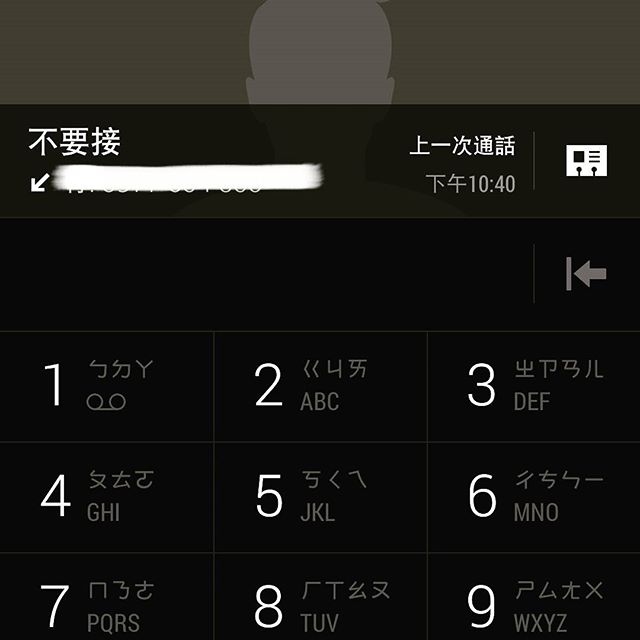 不要接
上一次通話
下午10:40
1 ㄅㄉㄚ
2 ㄍㄐㄞ ABC
3 ㄓㄗㄢㄦ DEF
4 ㄆㄊㄛ GHI
5 ㄎㄑㄟ JKL
6 ㄔㄘㄣㄧ MNO
7 ㄇㄋㄜ PQRS
8 ㄏㄒㄠㄡ TUV
9 ㄕㄙㄤㄨ WXYZ